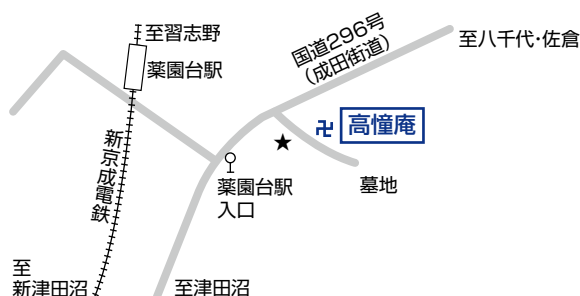 至習志野
薬園台駅
国道296号
（成田街道）
至八千代・佐倉
卍
高憧庵
★
新京成電鉄
薬園台駅
入口
墓地
至
新津田沼
至津田沼